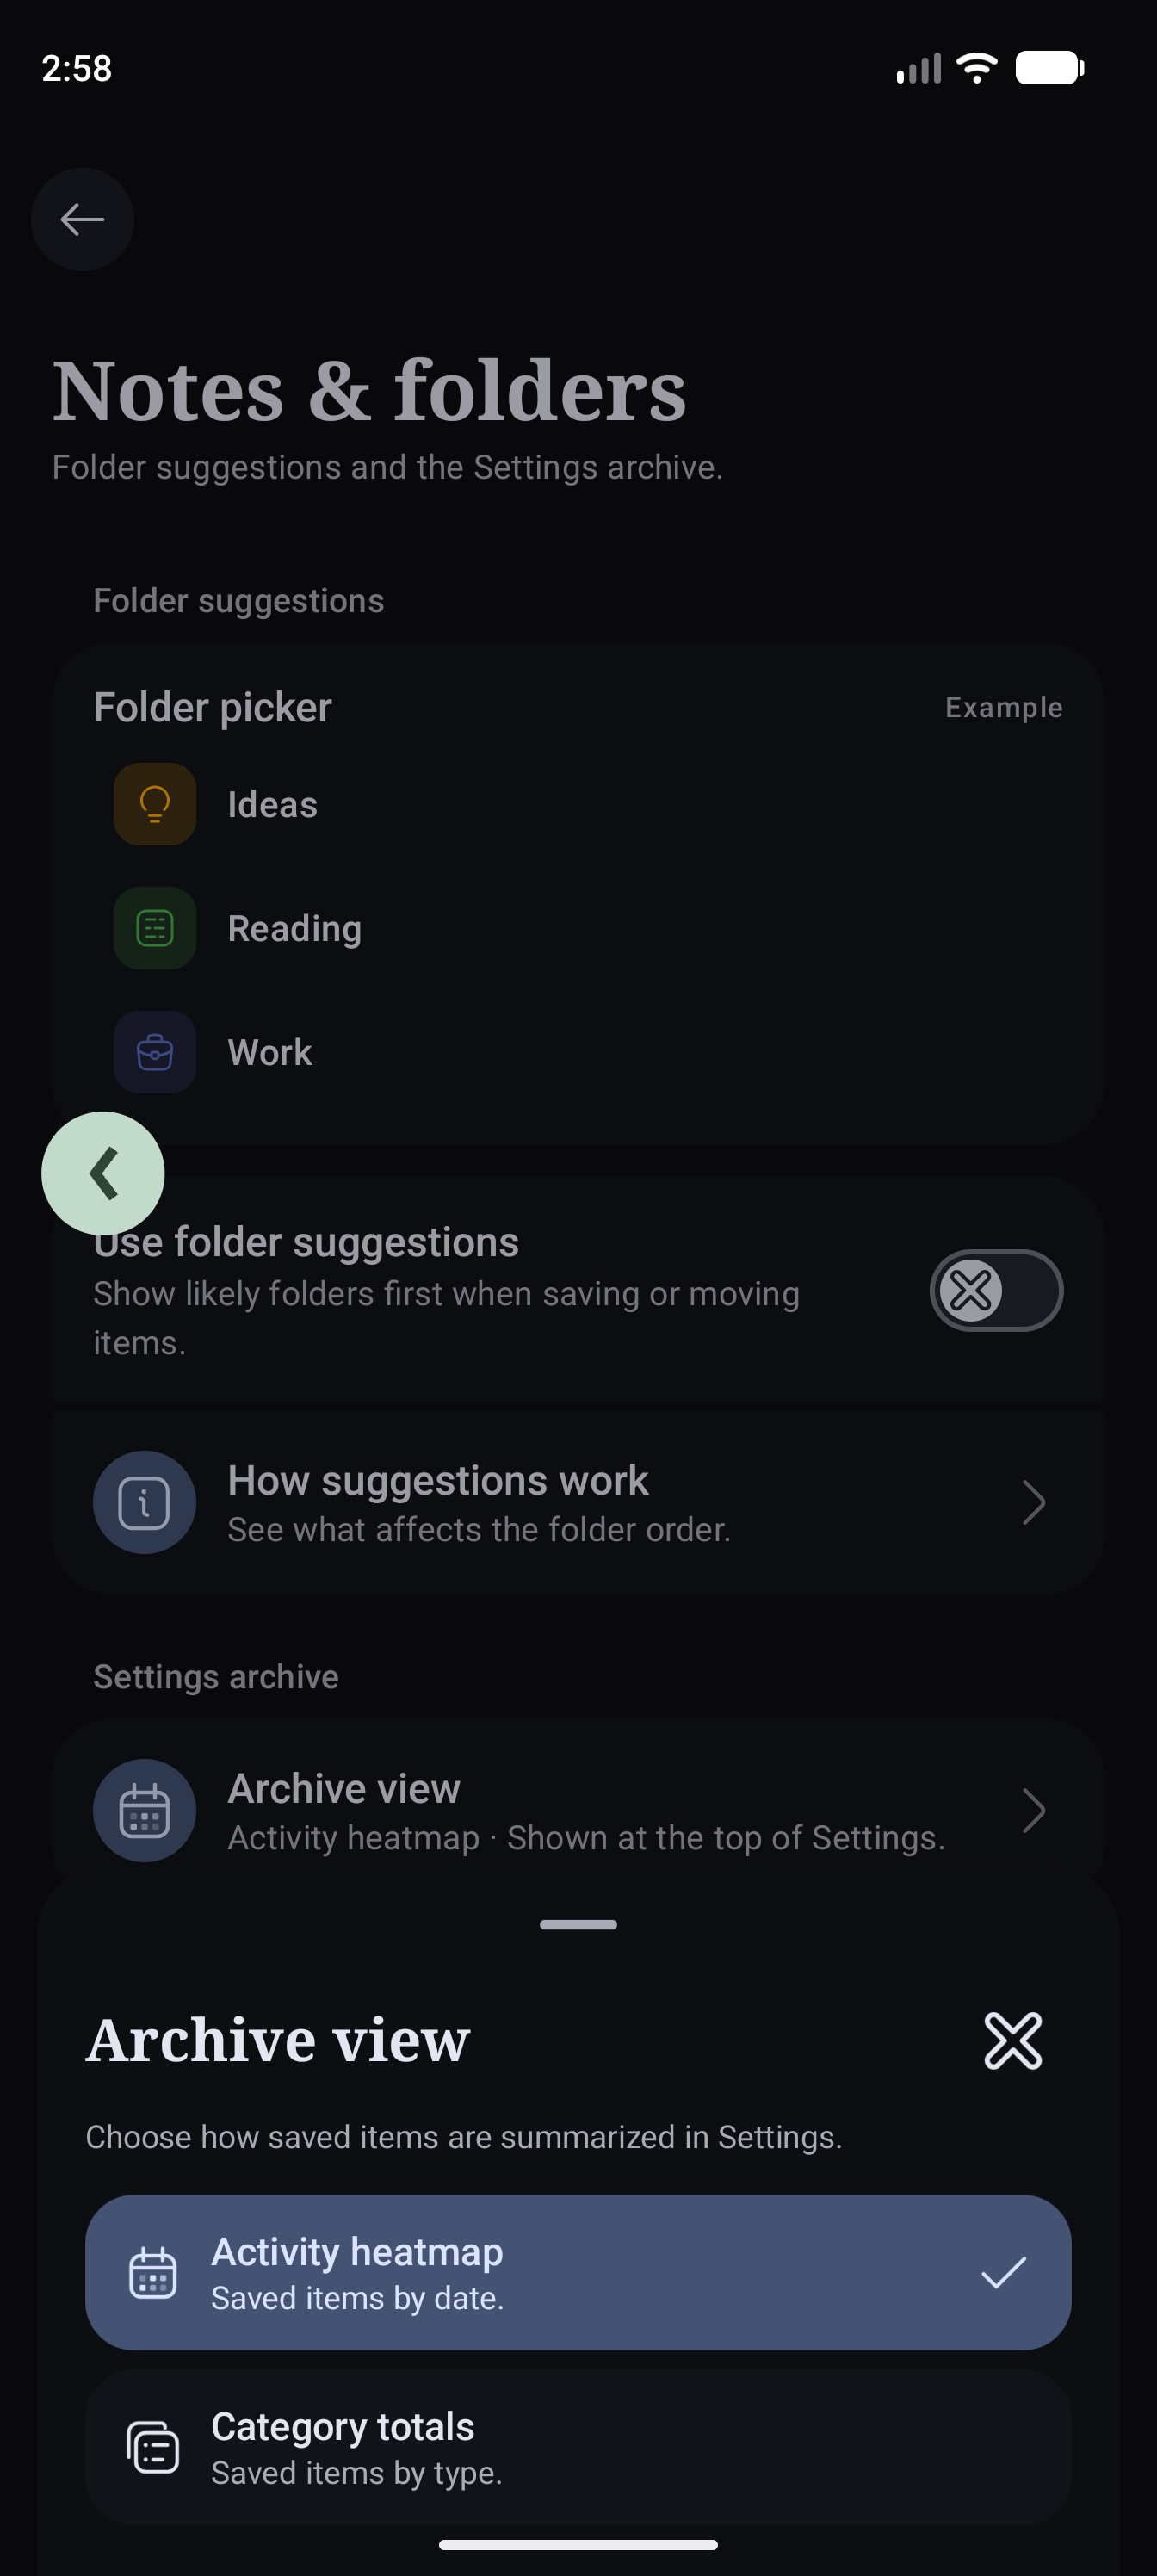 2:58
Notes & folders
Folder suggestions and the Settings archive.
Folder suggestions
Folder picker
Example
Ideas
Reading
Work
Use folder suggestions
Show likely folders first when saving or moving
items.
How suggestions work
See what affects the folder order.
Settings archive
Archive view
Activity heatmap · Shown at the top of Settings.
Archive view
Choose how saved items are summarized in Settings.
Activity heatmap
Saved items by date.
Category totals
Saved items by type.